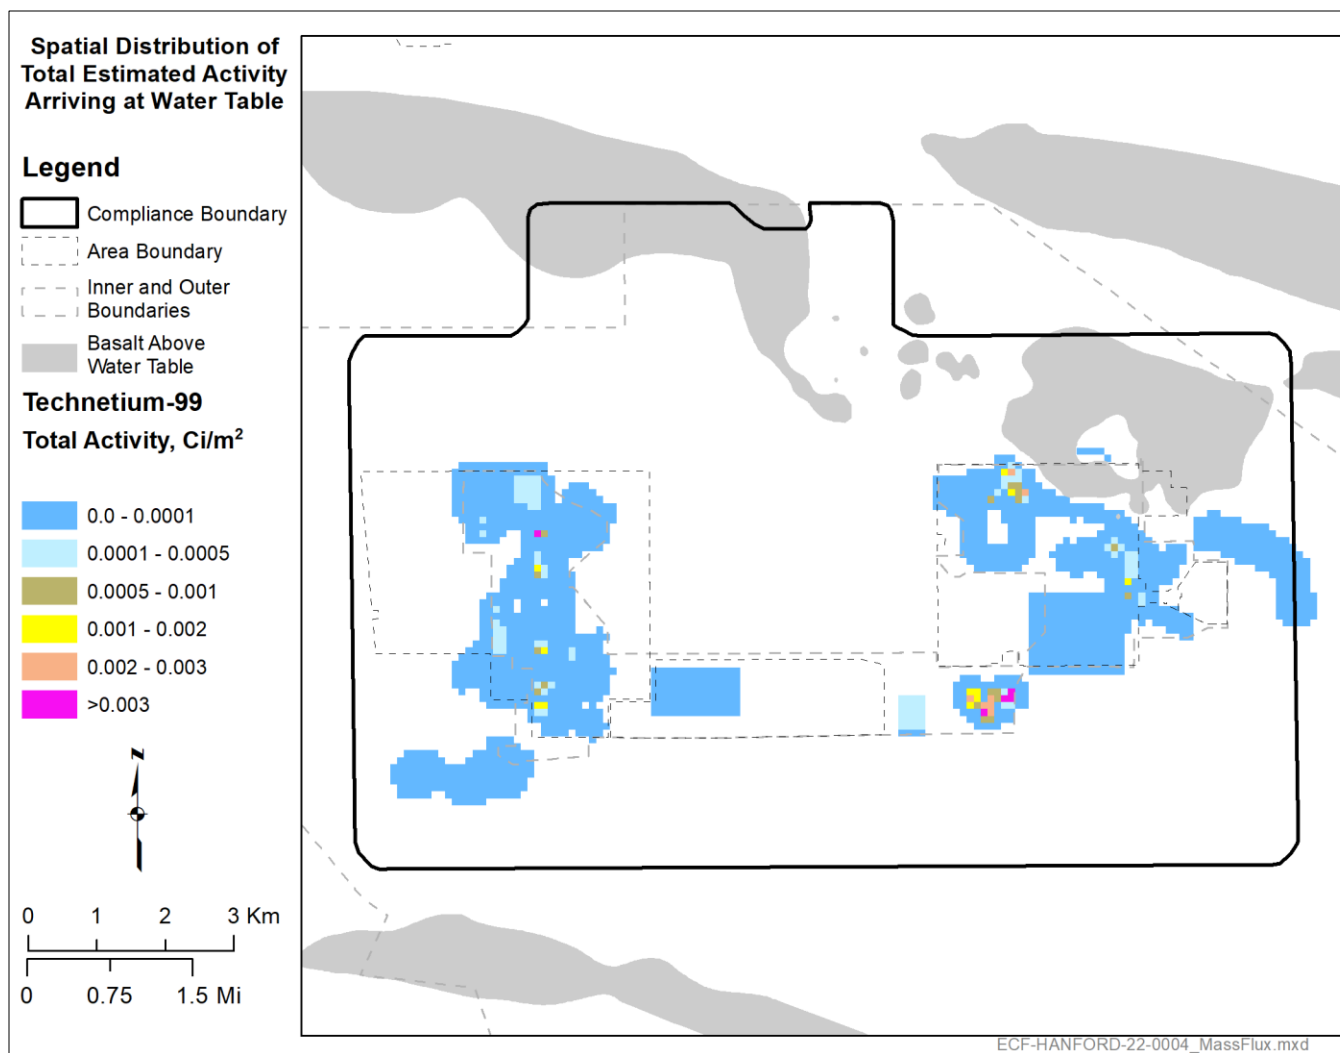 Spatial Distribution of
Total Estimated Activity
Arriving at Water Table
Legend
Compliance Boundary
Area Boundary
Inner and Outer
Boundaries
Basalt Above
Water Table
Technetium-99
Total Activity, Ci/m²
0.0 - 0.0001
0.0001 - 0.0005
0.0005 - 0.001
0.001 - 0.002
0.002 - 0.003
>0.003
N
0 1 2 3 Km
0 0.75 1.5 Mi
ECF-HANFORD-22-0004_MassFlux.mxd